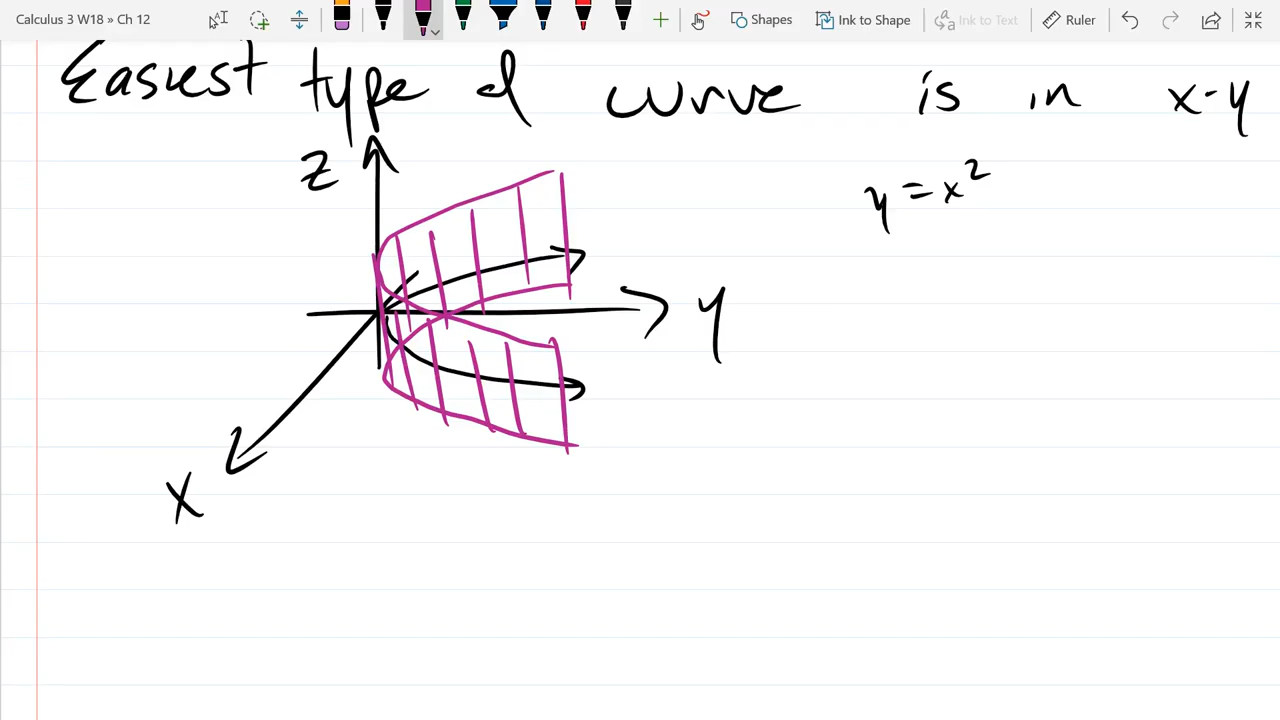 Calculus 3 W18 » Ch 12
Shapes
Ink to Shape
Ink to Text
Ruler
Easiest type of curve is in x-y
z
y = x²
y
x